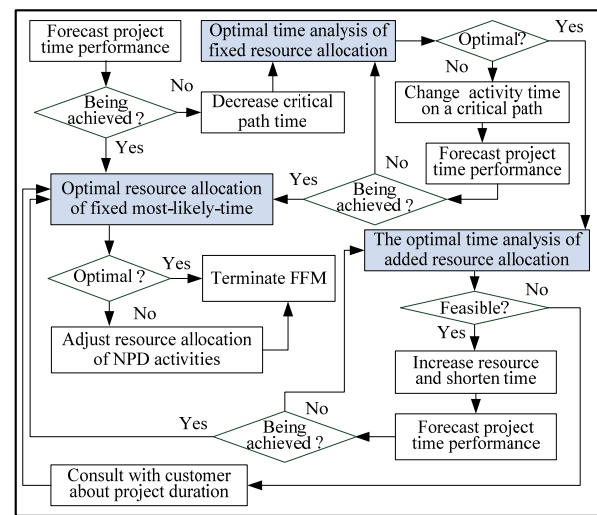 Forecast project
time performance
Optimal time analysis of
fixed resource allocation
Optimal?
Yes
No
No
Being
achieved ?
Decrease critical
path time
Change activity time
on a critical path
Yes
No
Forecast project
time performance
Optimal resource allocation
of fixed most-likely-time
Yes
Being
achieved ?
The optimal time analysis of
added resource allocation
Optimal ?
Yes
Terminate FFM
No
Feasible?
No
Yes
Adjust resource allocation
of NPD activities
Increase resource
and shorten time
Yes
No
Being
achieved ?
Forecast project
time performance
Consult with customer
about project duration